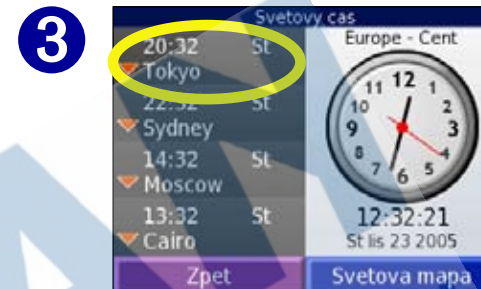 3
Svetovy cas
20:32 St
Tokyo
22:32 St
Sydney
14:32 St
Moscow
13:32 St
Cairo
Europe - Cent
12
1
2
3
4
5
6
7
8
9
10
11
12:32:21
St lis 23 2005
Zpet
Svetova mapa